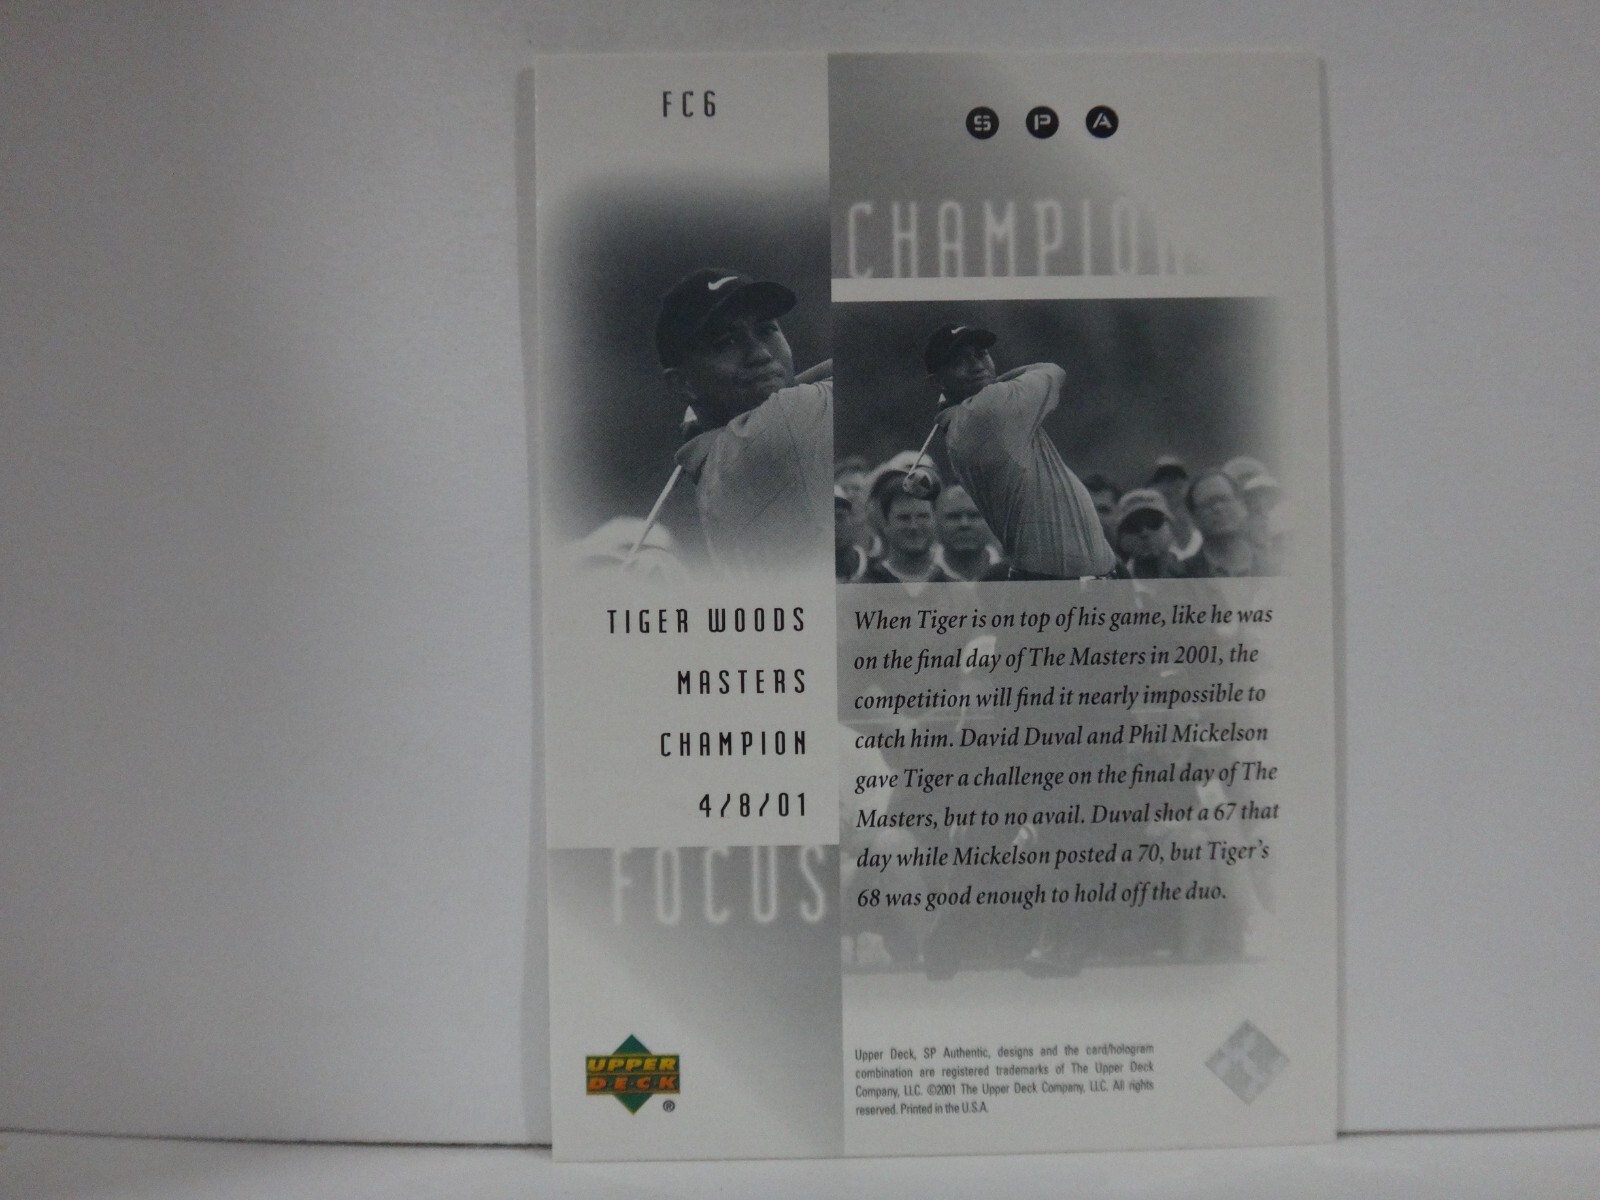 FC6
TIGER WOODS
MASTERS
CHAMPION
4/8/01
FOCUS
UPPER
DECK
®
S P A
CHAMPION
When Tiger is on top of his game, like he was
on the final day of The Masters in 2001, the
competition will find it nearly impossible to
catch him. David Duval and Phil Mickelson
gave Tiger a challenge on the final day of The
Masters, but to no avail. Duval shot a 67 that
day while Mickelson posted a 70, but Tiger's
68 was good enough to hold off the duo.
Upper Deck, SP Authentic, designs and the card/hologram
combination are registered trademarks of The Upper Deck
Company, LLC. ©2001 The Upper Deck Company, LLC. All rights
reserved. Printed in the U.S.A.